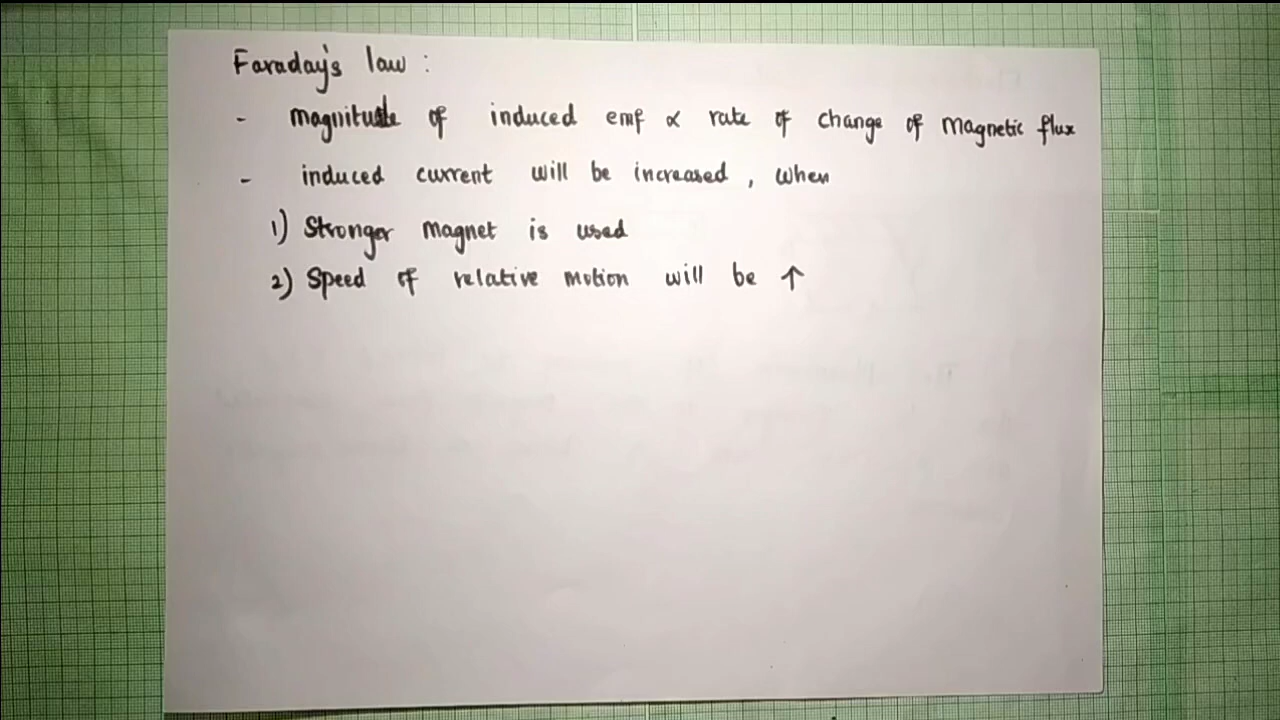 Faraday's law :
- magnitude of induced emf ∝ rate of change of magnetic flux
- induced current will be increased , when
1) Stronger magnet is used
2) Speed of relative motion will be ↑